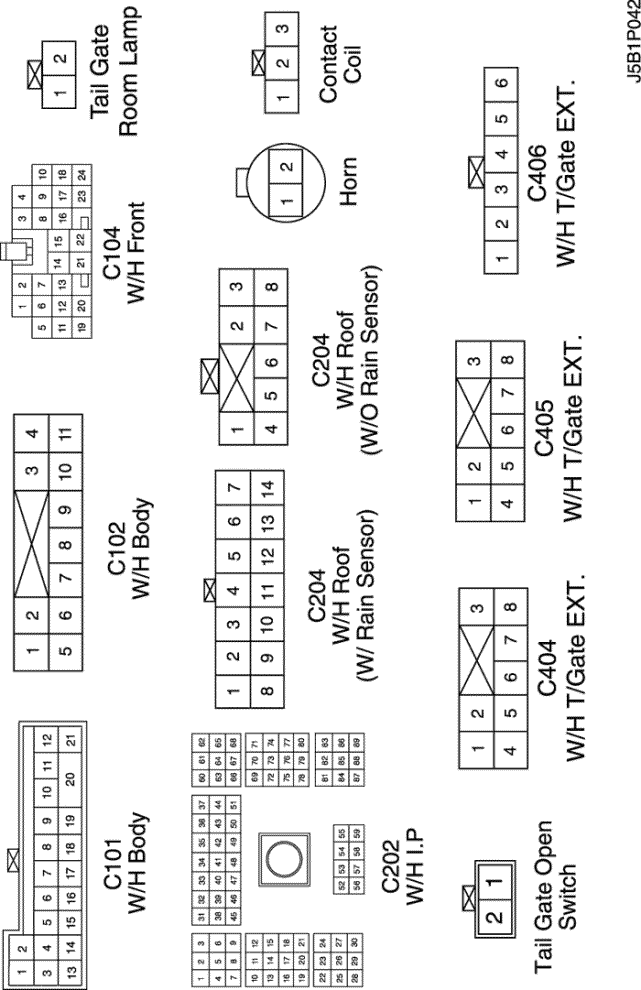 1 2
3 4 5 6 7 8 9 10 11 12
13 14 15 16 17 18 19 20 21
C101
W/H Body
1 2 3 4
5 6 7 8 9 10 11
C102
W/H Body
1 2 3 4
5 6 7 8 9 10
11 12 13 14 15 16 17 18
19 20 21 22 23 24
C104
W/H Front
1 2
Tail Gate
Room Lamp
1 2 3
4 5 6
7 8 9
10 11 12
13 14 15
16 17 18
19 20 21
22 23 24
25 26 27
28 29 30
31 32 33 34 35 36 37
38 39 40 41 42 43 44
45 46 47 48 49 50 51
52 53 54 55
56 57 58 59
60 61 62
63 64 65
66 67 68
69 70 71
72 73 74
75 76 77
78 79 80
81 82 83
84 85 86
87 88 89
C202
W/H I.P
1 2 3 4 5 6 7
8 9 10 11 12 13 14
C204
W/H Roof
(W/ Rain Sensor)
1 2 3
4 5 6 7 8
C204
W/H Roof
(W/O Rain Sensor)
1 2
Horn
1 2 3
Contact
Coil
2 1
Tail Gate Open
Switch
1 2 3
4 5 6 7 8
C404
W/H T/Gate EXT.
1 2 3
4 5 6 7 8
C405
W/H T/Gate EXT.
1 2 3 4 5 6
C406
W/H T/Gate EXT.
J5B1P042